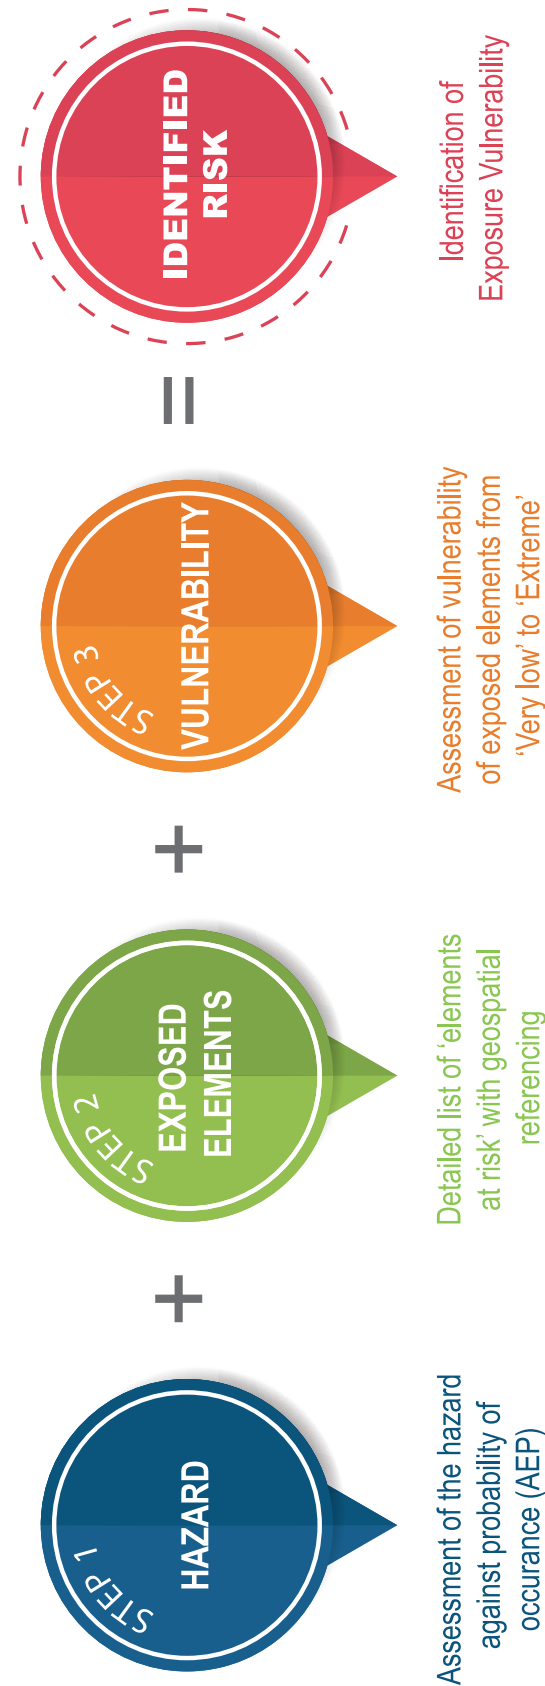 STEP 1
HAZARD
Assessment of the hazard
against probability of
occurance (AEP)
+
STEP 2
EXPOSED
ELEMENTS
Detailed list of ‘elements
at risk’ with geospatial
referencing
+
STEP 3
VULNERABILITY
Assessment of vulnerability
of exposed elements from
‘Very low’ to ‘Extreme’
=
IDENTIFIED
RISK
Identification of
Exposure Vulnerability